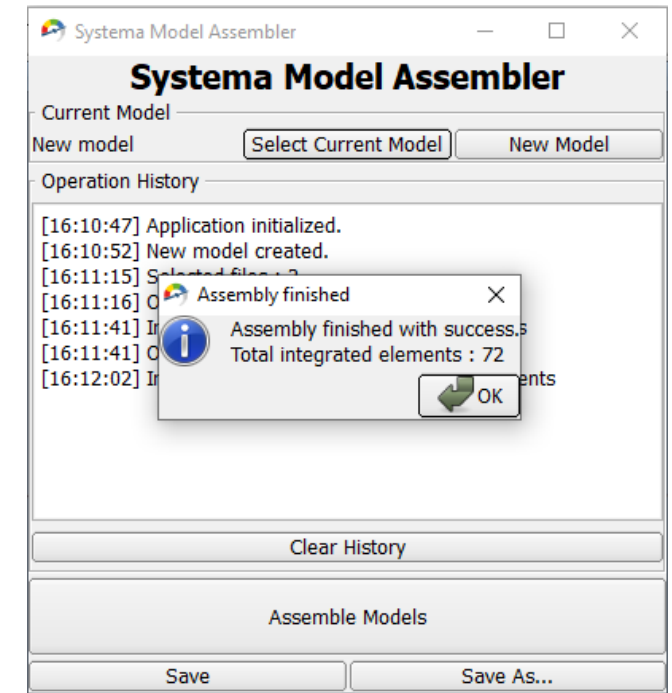 Systema Model Assembler
Systema Model Assembler
Current Model
New model
Select Current Model
New Model
Operation History
[16:10:47] Application initialized.
[16:10:52] New model created.
[16:11:15]
[16:11:16]
[16:11:41]
[16:11:41]
[16:12:02]
Assembly finished
Assembly finished with success.
Total integrated elements : 72
OK
Clear History
Assemble Models
Save
Save As...